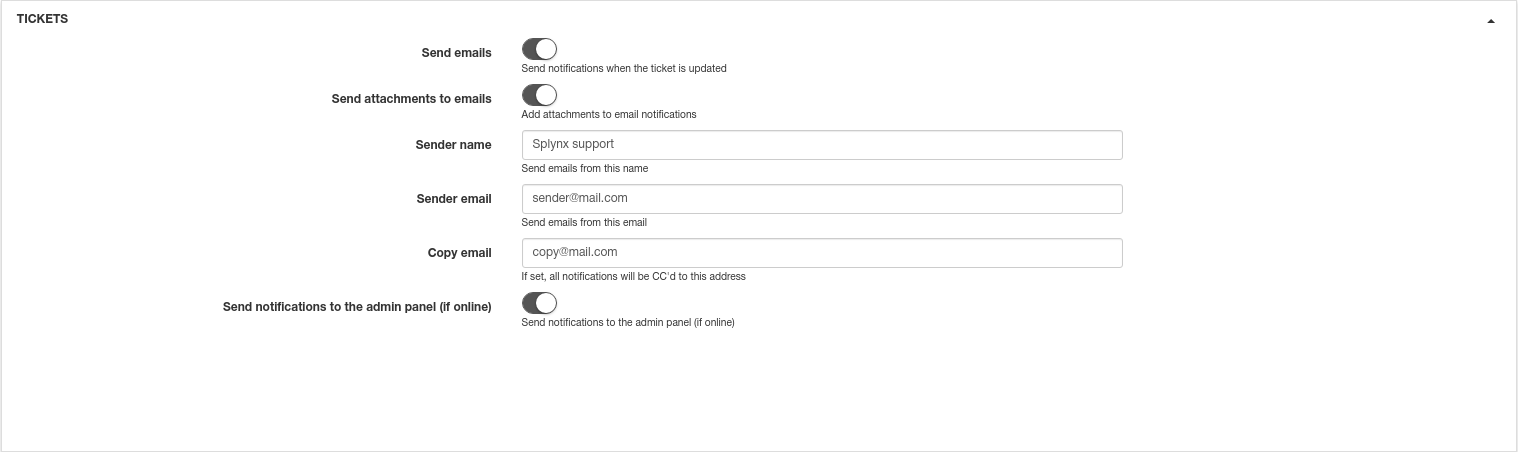 TICKETS
Send emails
Send notifications when the ticket is updated
Send attachments to emails
Add attachments to email notifications
Sender name
Splynx support
Send emails from this name
Sender email
sender@mail.com
Send emails from this email
Copy email
copy@mail.com
If set, all notifications will be CC'd to this address
Send notifications to the admin panel (if online)
Send notifications to the admin panel (if online)